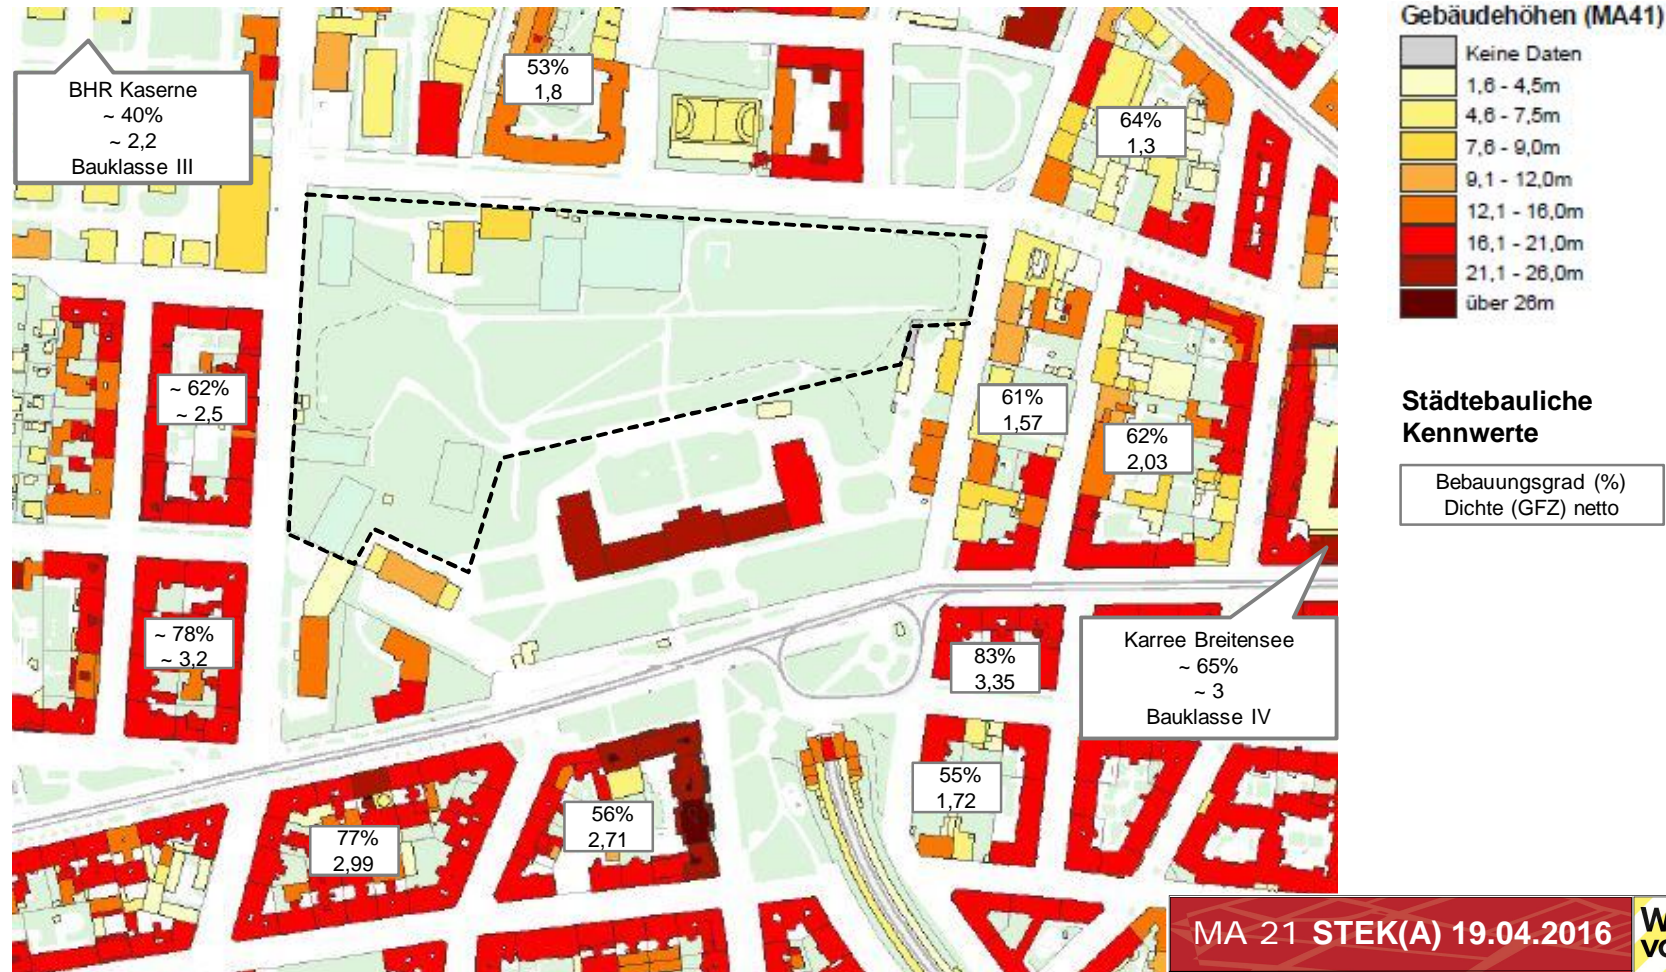 BHR Kaserne
~ 40%
~ 2,2
Bauklasse III
53%
1,8
64%
1,3
~ 62%
~ 2,5
61%
1,57
62%
2,03
~ 78%
~ 3,2
83%
3,35
Karree Breitensee
~ 65%
~ 3
Bauklasse IV
55%
1,72
56%
2,71
77%
2,99
Gebäudehöhen (MA41)
Keine Daten
1,6 - 4,5m
4,6 - 7,5m
7,6 - 9,0m
9,1 - 12,0m
12,1 - 16,0m
16,1 - 21,0m
21,1 - 26,0m
über 26m
Städtebauliche
Kennwerte
Bebauungsgrad (%)
Dichte (GFZ) netto
MA 21 STEK(A) 19.04.2016